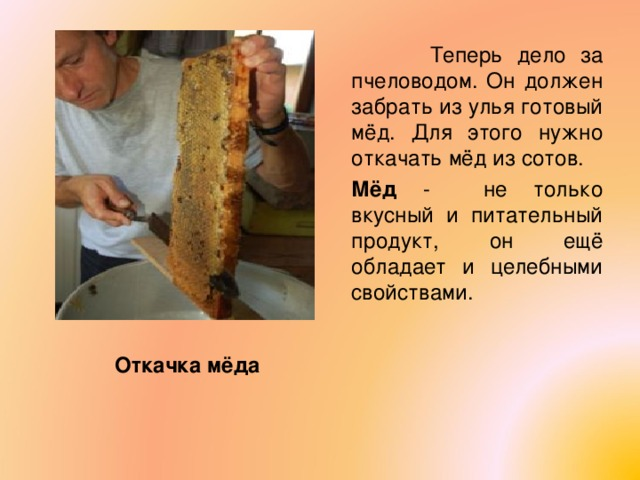 Теперь дело за
пчеловодом. Он должен
забрать из улья готовый
мёд. Для этого нужно
откачать мёд из сотов.
Мёд - не только
вкусный и питательный
продукт, он ещё
обладает и целебными
свойствами.
Откачка мёда